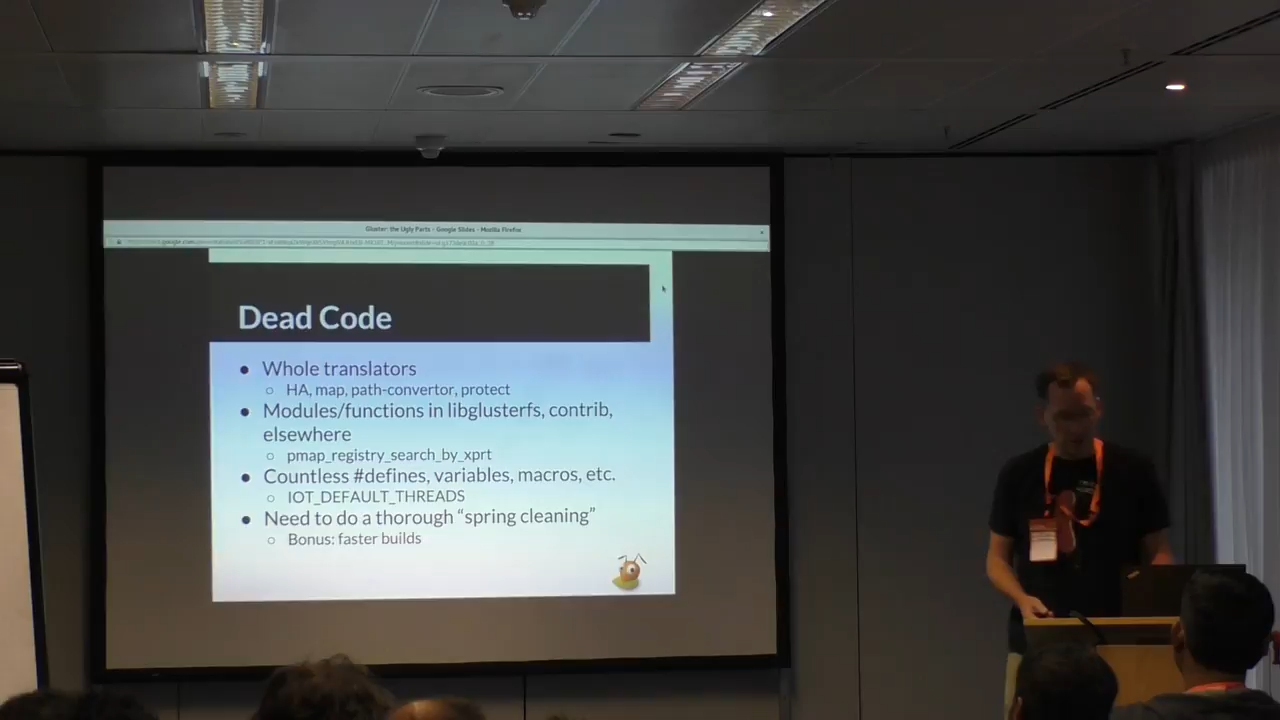 Gluster: the Ugly Parts - Google Slides - Mozilla Firefox
Dead Code
● Whole translators
○ HA, map, path-convertor, protect
● Modules/functions in libglusterfs, contrib,
elsewhere
○ pmap_registry_search_by_xprt
● Countless #defines, variables, macros, etc.
○ IOT_DEFAULT_THREADS
● Need to do a thorough “spring cleaning”
○ Bonus: faster builds